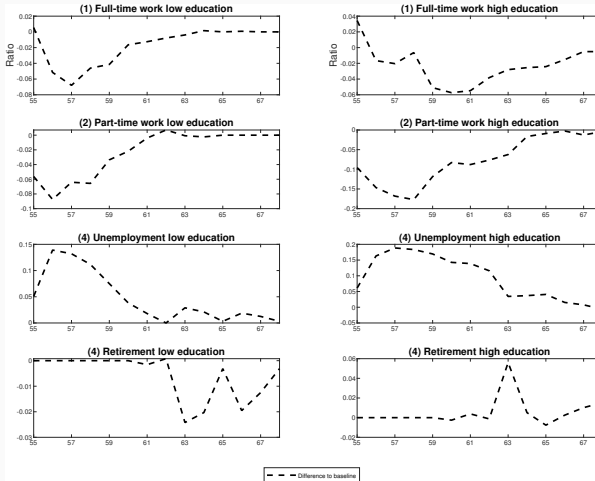 (1) Full-time work low education
Ratio
0.04
0.02
0
-0.02
-0.04
-0.06
-0.08
55 57 59 61 63 65 67
(1) Full-time work high education
Ratio
0.04
0.02
0
-0.02
-0.04
-0.06
-0.08
55 57 59 61 63 65 67
(2) Part-time work low education
0
-0.02
-0.04
-0.06
-0.08
-0.1
55 57 59 61 63 65 67
(2) Part-time work high education
0
-0.05
-0.1
-0.15
-0.2
55 57 59 61 63 65 67
(4) Unemployment low education
0.15
0.1
0.05
0
55 57 59 61 63 65 67
(4) Unemployment high education
0.2
0.15
0.1
0.05
0
-0.05
55 57 59 61 63 65 67
(4) Retirement low education
0
-0.01
-0.02
-0.03
55 57 59 61 63 65 67
(4) Retirement high education
0.06
0.04
0.02
0
-0.02
55 57 59 61 63 65 67
Difference to baseline